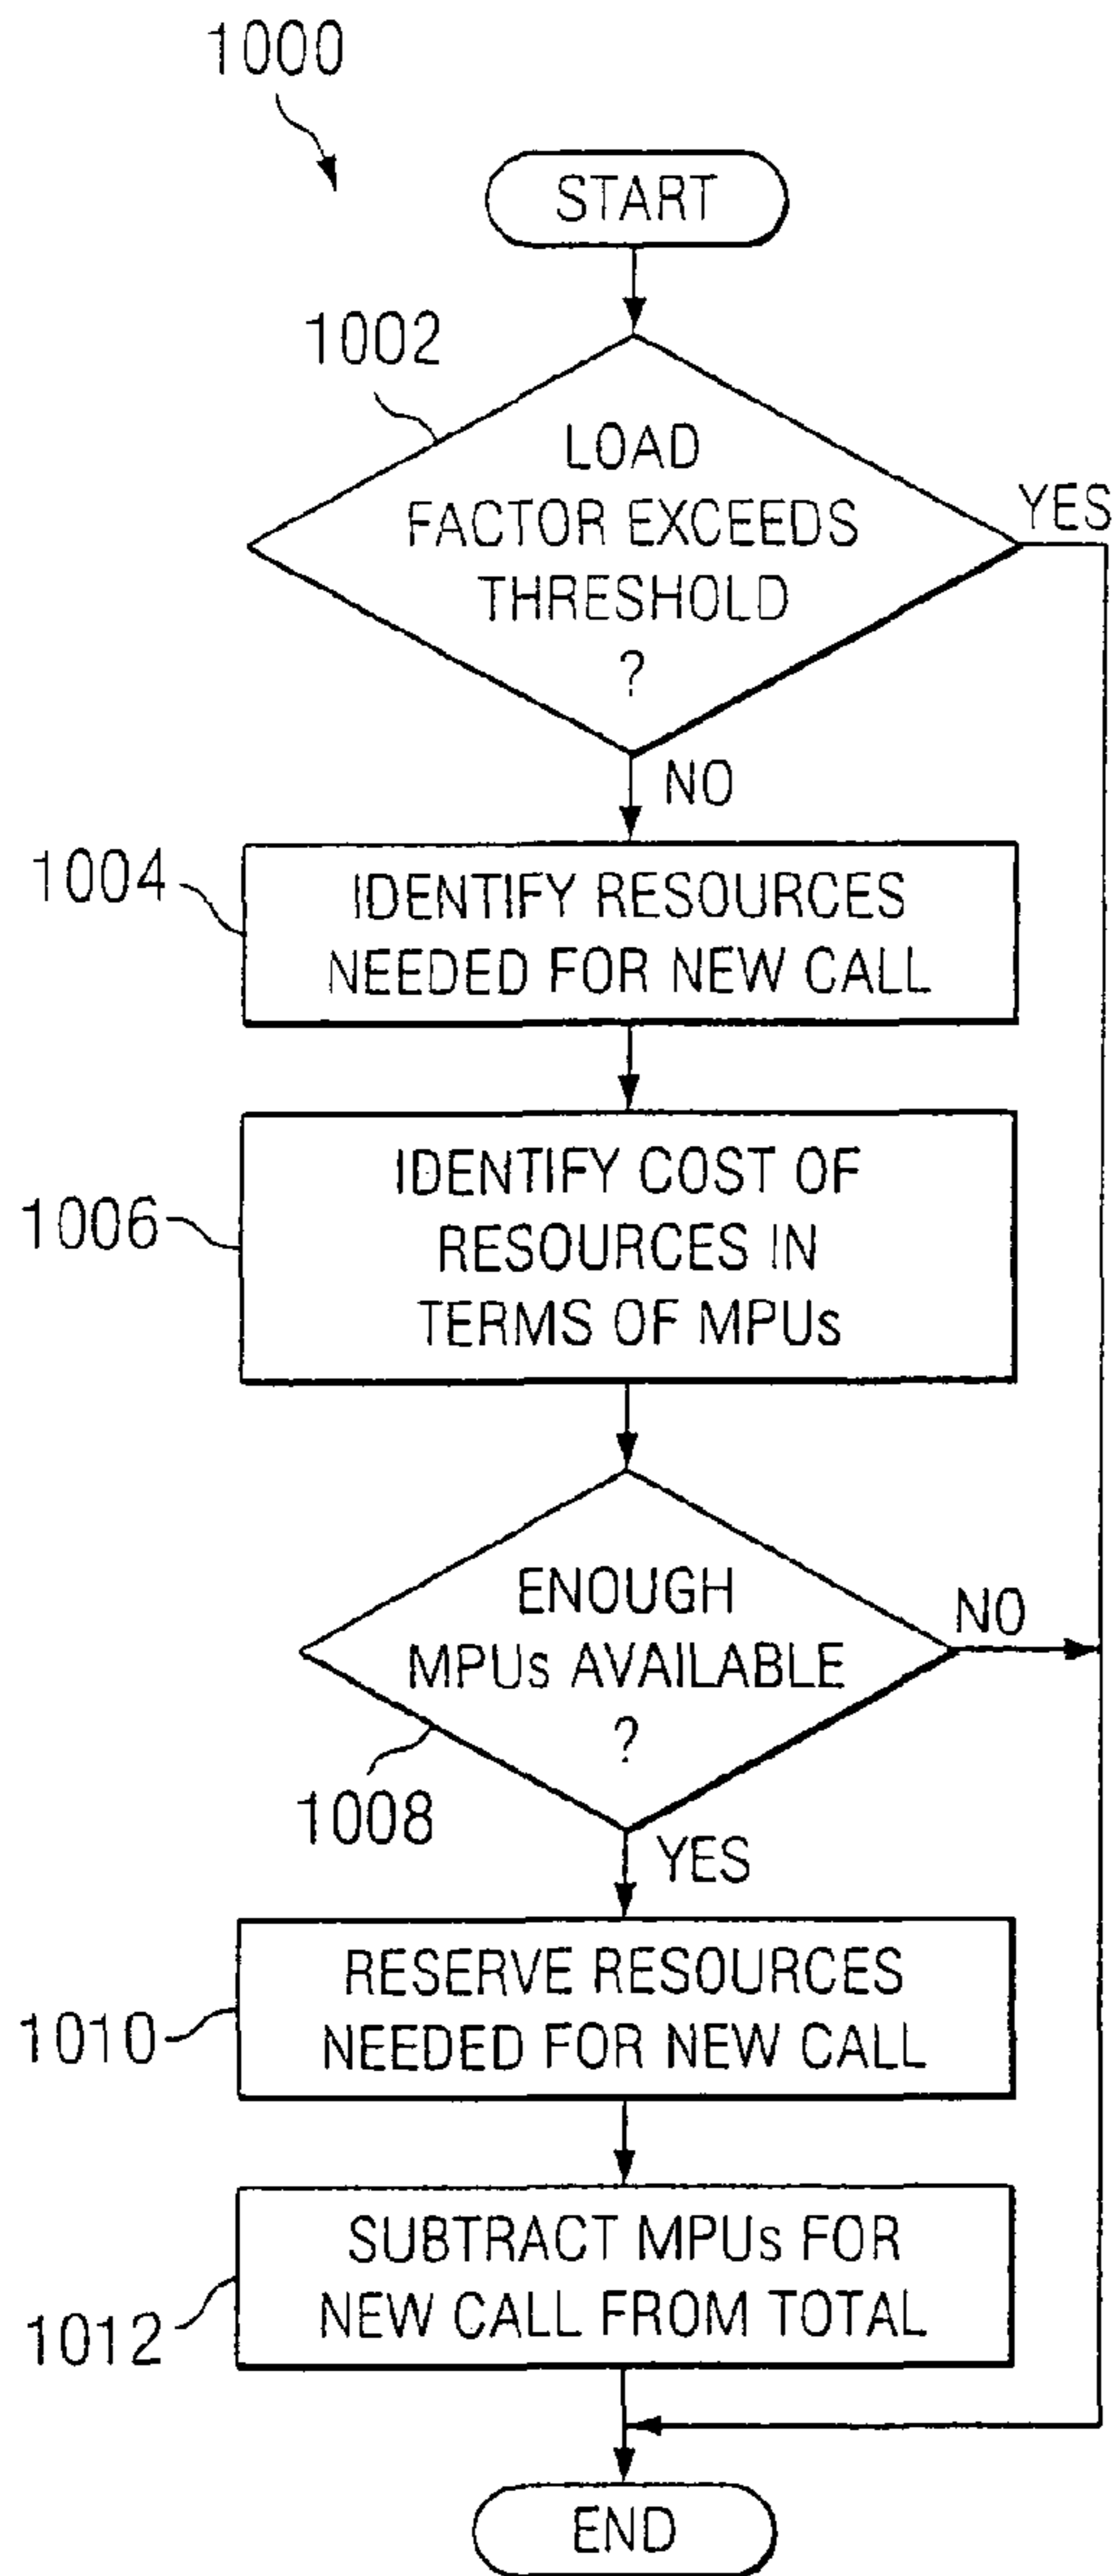 1000
START
1002
LOAD
FACTOR EXCEEDS
THRESHOLD
?
YES
NO
1004
IDENTIFY RESOURCES
NEEDED FOR NEW CALL
1006
IDENTIFY COST OF
RESOURCES IN
TERMS OF MPUs
ENOUGH
MPUs AVAILABLE
?
NO
1008
YES
1010
RESERVE RESOURCES
NEEDED FOR NEW CALL
1012
SUBTRACT MPUs FOR
NEW CALL FROM TOTAL
END